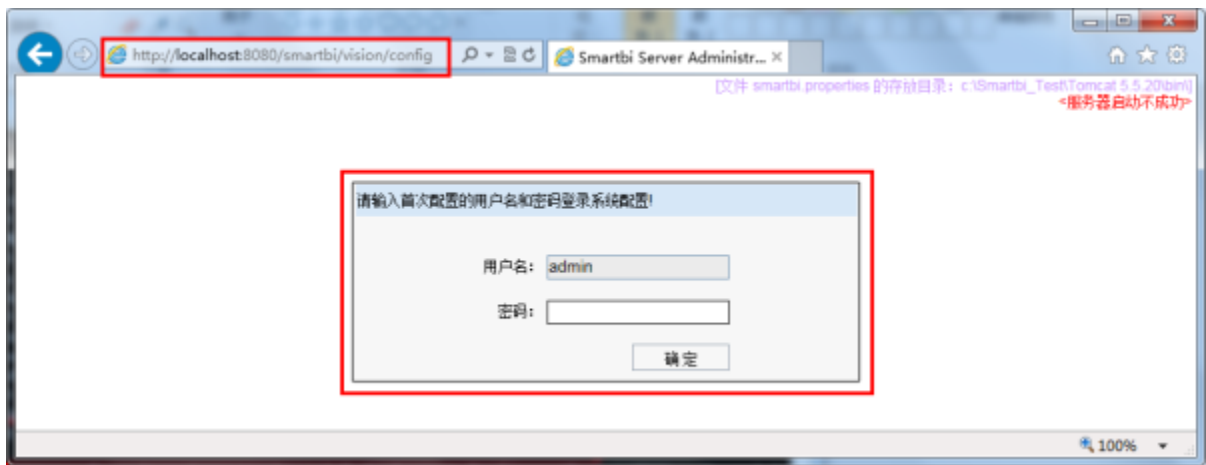 http://localhost:8080/smartbi/vision/config
Smartbi Server Administr...
[文件 smartbi.properties 的存放目录：c:\Smartbi_Test\Tomcat 5.5.20\bin\]
<服务器启动不成功>
请输入首次配置的用户名和密码登录系统配置!
用户名： admin
密码：
确定
100%